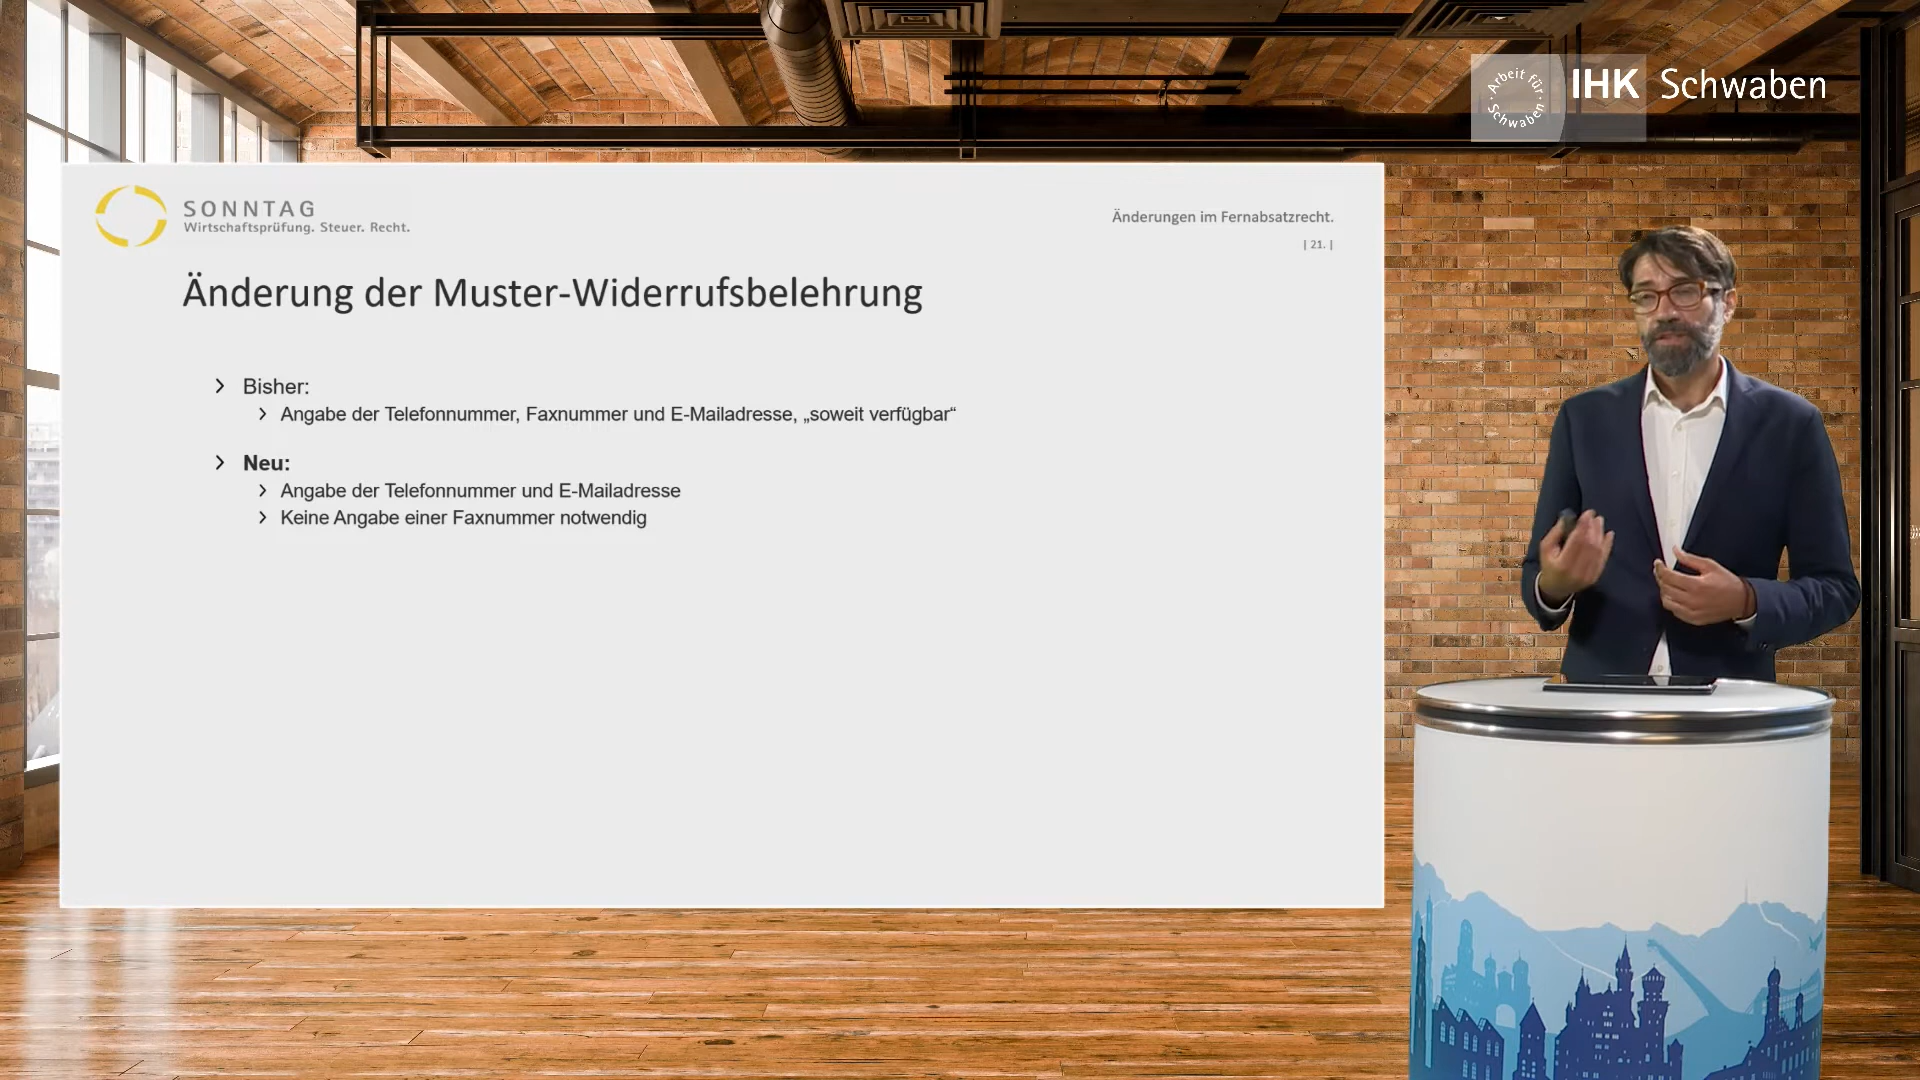 Arbeit für
Schwaben
IHK Schwaben
SONNTAG
Wirtschaftsprüfung. Steuer. Recht.
Änderungen im Fernabsatzrecht.
| 21. |
Änderung der Muster-Widerrufsbelehrung
Bisher:
Angabe der Telefonnummer, Faxnummer und E-Mailadresse, „soweit verfügbar“
Neu:
Angabe der Telefonnummer und E-Mailadresse
Keine Angabe einer Faxnummer notwendig